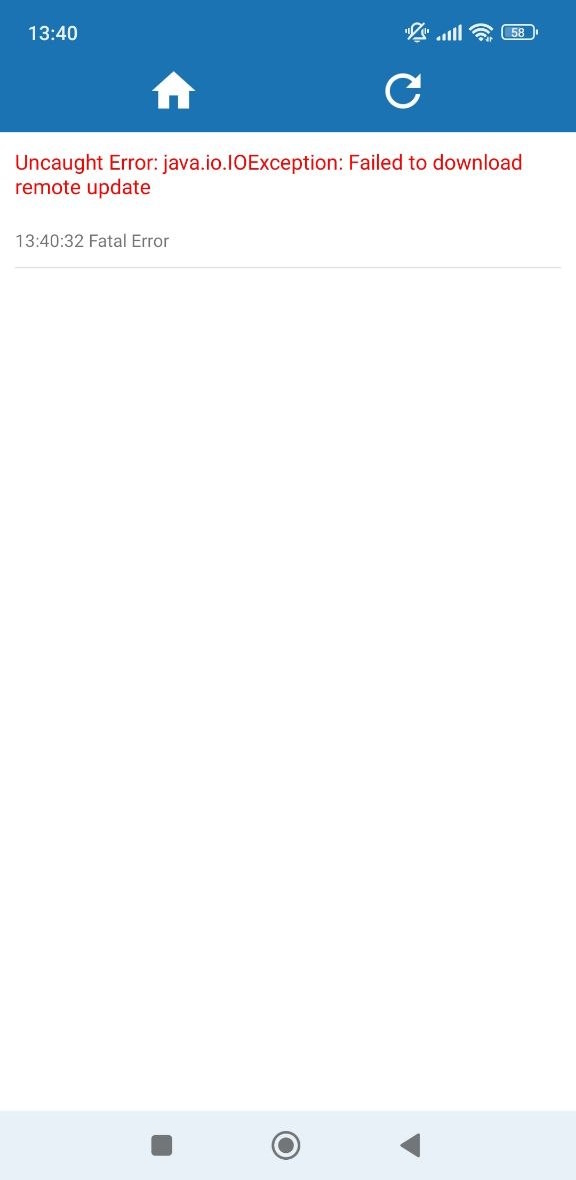 13:40
58
Uncaught Error: java.io.IOException: Failed to download
remote update
13:40:32 Fatal Error